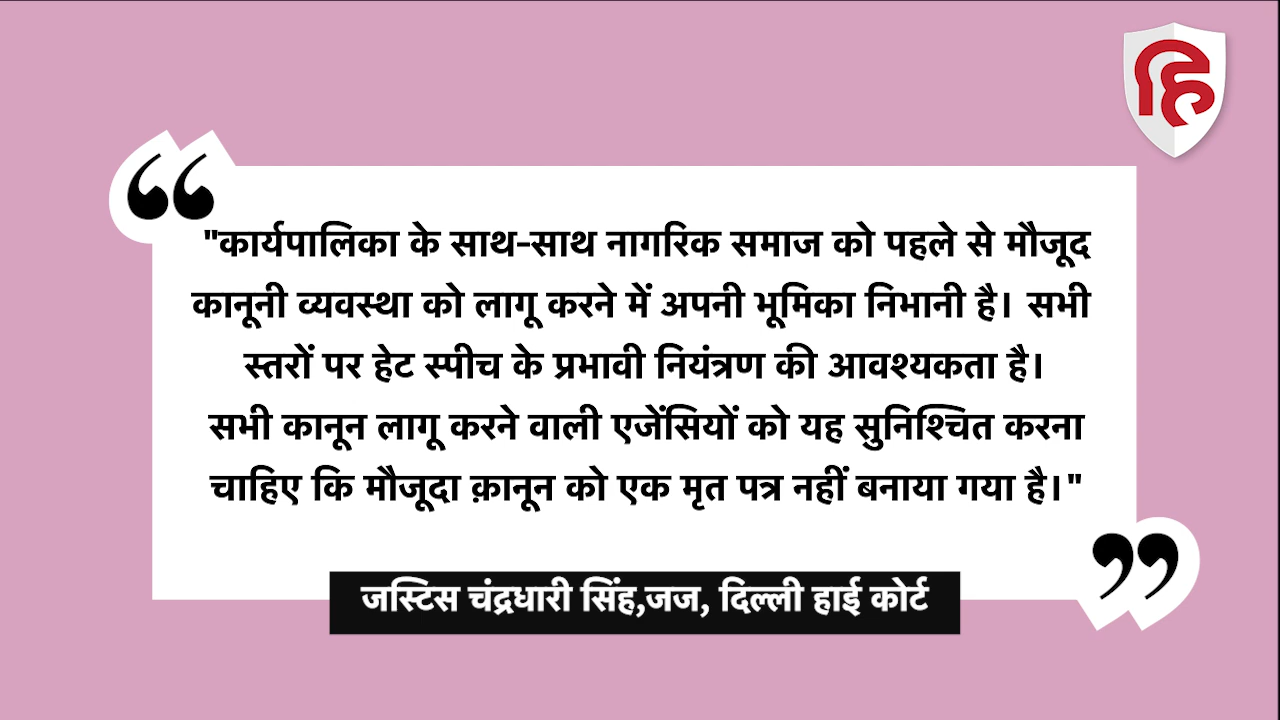 हि
"कार्यपालिका के साथ-साथ नागरिक समाज को पहले से मौजूद
कानूनी व्यवस्था को लागू करने में अपनी भूमिका निभानी है। सभी
स्तरों पर हेट स्पीच के प्रभावी नियंत्रण की आवश्यकता है।
सभी कानून लागू करने वाली एजेंसियों को यह सुनिश्चित करना
चाहिए कि मौजूदा क़ानून को एक मृत पत्र नहीं बनाया गया है।"
जस्टिस चंद्रधारी सिंह,जज, दिल्ली हाई कोर्ट